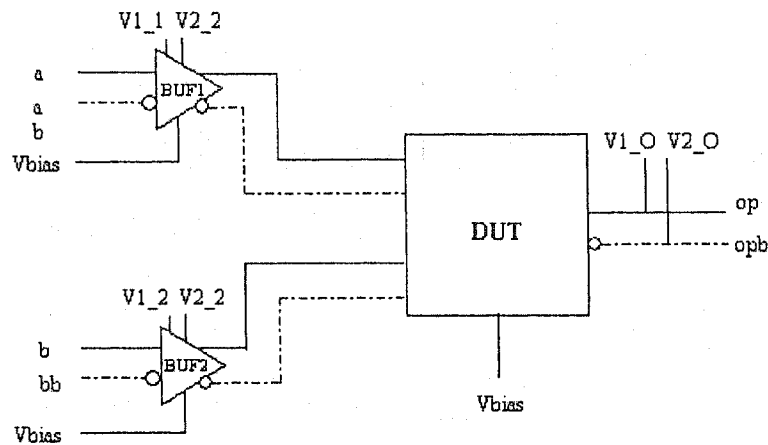 V1_1 V2_2
a
BUF1
a
b
Vbias
V1_O V2_O
op
DUT
opb
V1_2 V2_2
b
BUF2
bb
Vbias
Vbias